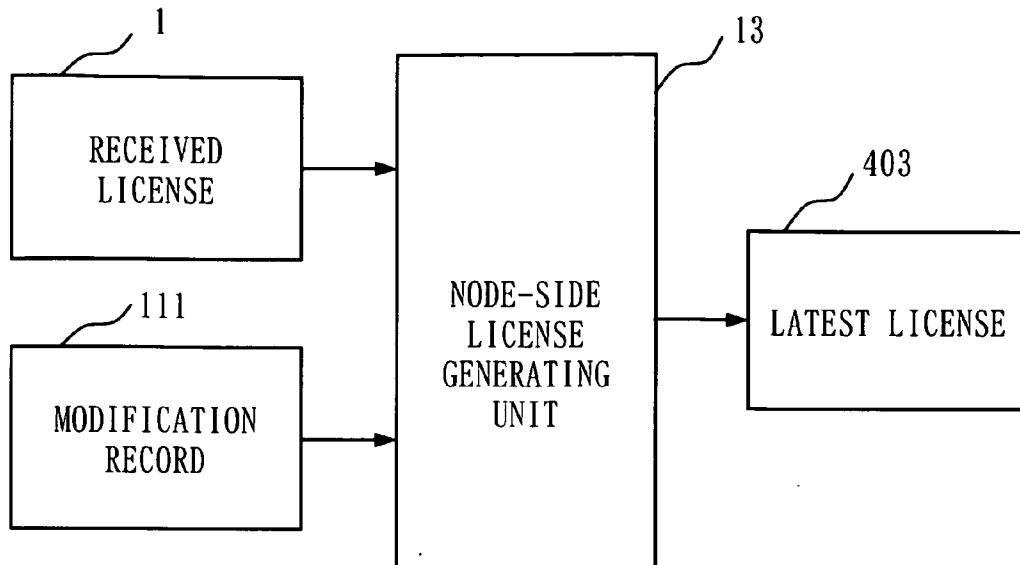 1
RECEIVED
LICENSE
111
MODIFICATION
RECORD
13
NODE-SIDE
LICENSE
GENERATING
UNIT
403
LATEST LICENSE